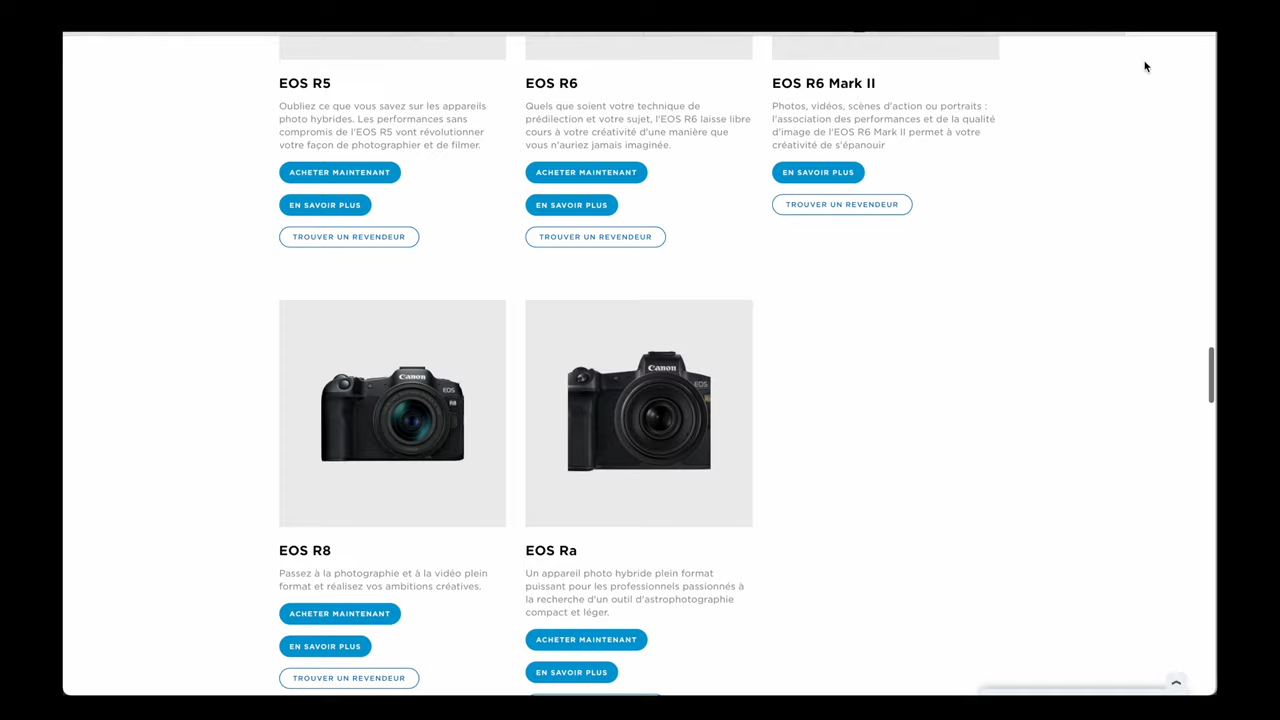 EOS R5
Oubliez ce que vous savez sur les appareils
photo hybrides. Les performances sans
compromis de l'EOS R5 vont révolutionner
votre façon de photographier et de filmer.
ACHETER MAINTENANT
EN SAVOIR PLUS
TROUVER UN REVENDEUR
EOS R6
Quels que soient votre technique de
prédilection et votre sujet, l'EOS R6 laisse libre
cours à votre créativité d'une manière que
vous n'auriez jamais imaginée.
ACHETER MAINTENANT
EN SAVOIR PLUS
TROUVER UN REVENDEUR
EOS R6 Mark II
Photos, vidéos, scènes d'action ou portraits :
l'association des performances et de la qualité
d'image de l'EOS R6 Mark II permet à votre
créativité de s'épanouir
EN SAVOIR PLUS
TROUVER UN REVENDEUR
Canon
EOS
R8
EOS R8
Passez à la photographie et à la vidéo plein
format et réalisez vos ambitions créatives.
ACHETER MAINTENANT
EN SAVOIR PLUS
TROUVER UN REVENDEUR
Canon
EOS
EOS Ra
Un appareil photo hybride plein format
puissant pour les professionnels passionnés à
la recherche d'un outil d'astrophotographie
compact et léger.
ACHETER MAINTENANT
EN SAVOIR PLUS